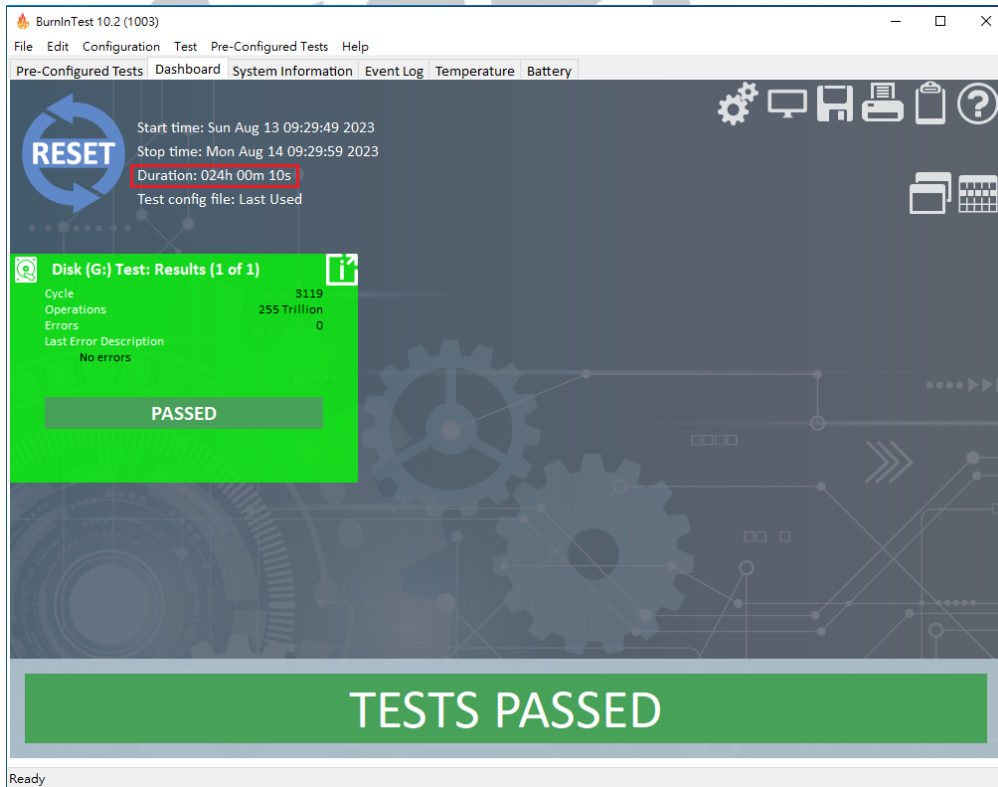 BurnInTest 10.2 (1003)
File Edit Configuration Test Pre-Configured Tests Help
Pre-Configured Tests Dashboard System Information Event Log Temperature Battery
RESET
Start time: Sun Aug 13 09:29:49 2023
Stop time: Mon Aug 14 09:29:59 2023
Duration: 024h 00m 10s
Test config file: Last Used
Disk (G:) Test: Results (1 of 1)
Cycle 3119
Operations 255 Trillion
Errors 0
Last Error Description
No errors
PASSED
TESTS PASSED
Ready